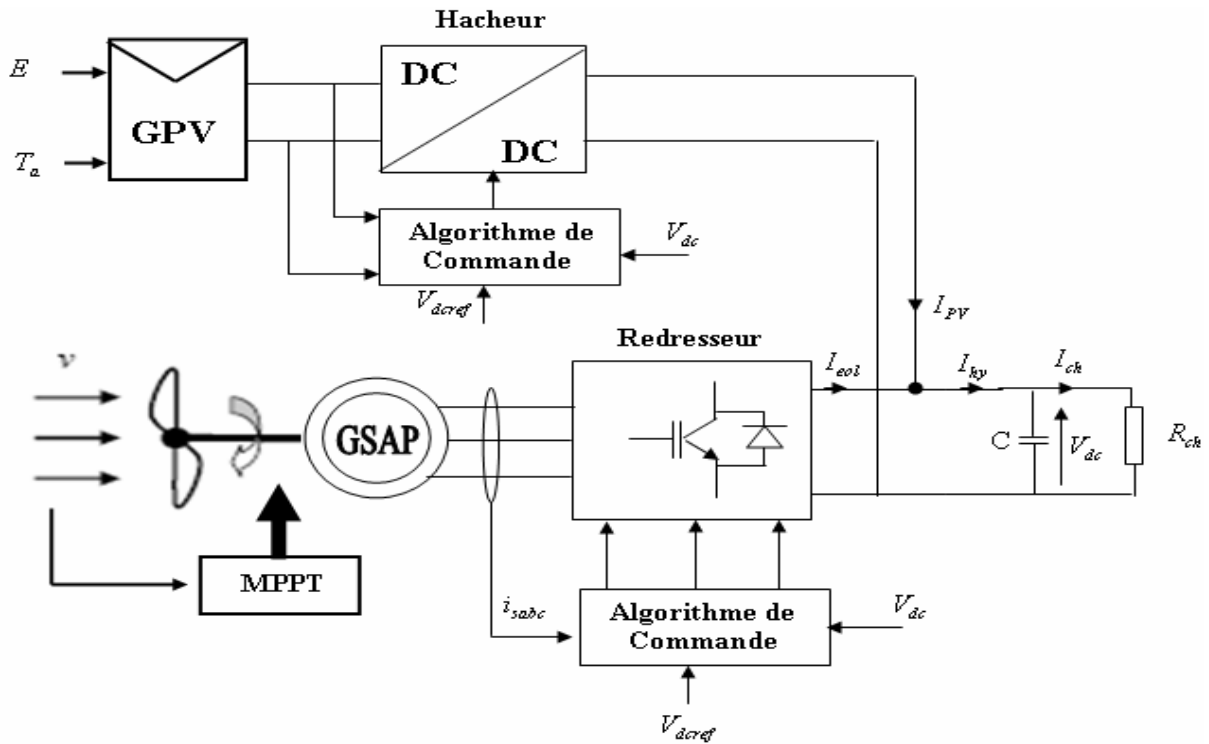 Hacheur
E
DC
GPV
DC
T_a
Algorithme de
Commande
V_dc
V_dcref
I_PV
Redresseur
v
I_eol
I_hy
I_ch
GSAP
C
V_dc
R_ch
MPPT
i_sabc
Algorithme de
Commande
V_dc
V_dcref